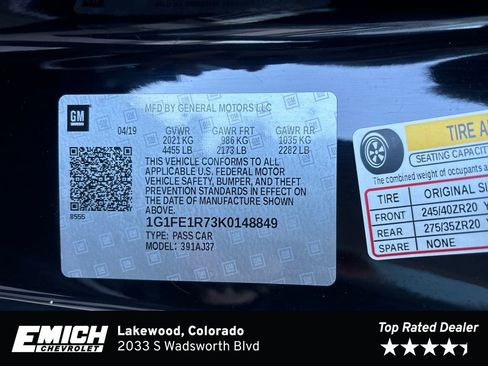 GM
MFD BY GENERAL MOTORS LLC
04/19 GVWR GAWR FRT GAWR RR
2021 KG 986 KG 1035 KG
4455 LB 2173 LB 2282 LB
THIS VEHICLE CONFORMS TO ALL
APPLICABLE U.S. FEDERAL MOTOR
VEHICLE SAFETY, BUMPER, AND THEFT
PREVENTION STANDARDS IN EFFECT ON
THE DATE OF MANUFACTURE SHOWN
ABOVE.
1G1FE1R73K0148849
TYPE: PASS CAR
MODEL: 391AJ37
TIRE A
SEATING CAPACIT
The combined weight of occupants a
TIRE ORIGINAL S
FRONT 245/40ZR20
REAR 275/35ZR20
SPARE NONE
EMICH
CHEVROLET
Lakewood, Colorado
2033 S Wadsworth Blvd
Top Rated Dealer